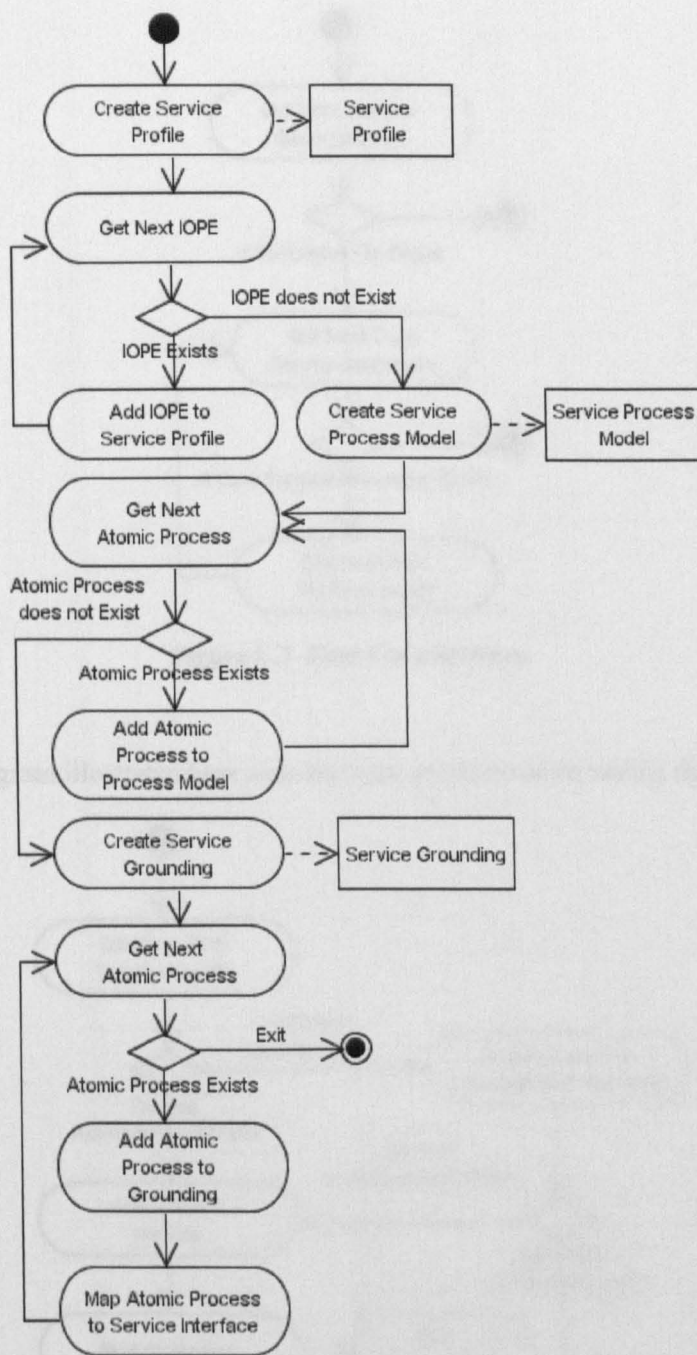 Create Service
Profile
Service
Profile
Get Next IOPE
IOPE does not Exist
IOPE Exists
Add IOPE to
Service Profile
Create Service
Process Model
Service Process
Model
Get Next
Atomic Process
Atomic Process
does not Exist
Atomic Process Exists
Add Atomic
Process to
Process Model
Create Service
Grounding
Service Grounding
Get Next
Atomic Process
Exit
Atomic Process Exists
Add Atomic
Process to
Grounding
Map Atomic Process
to Service Interface